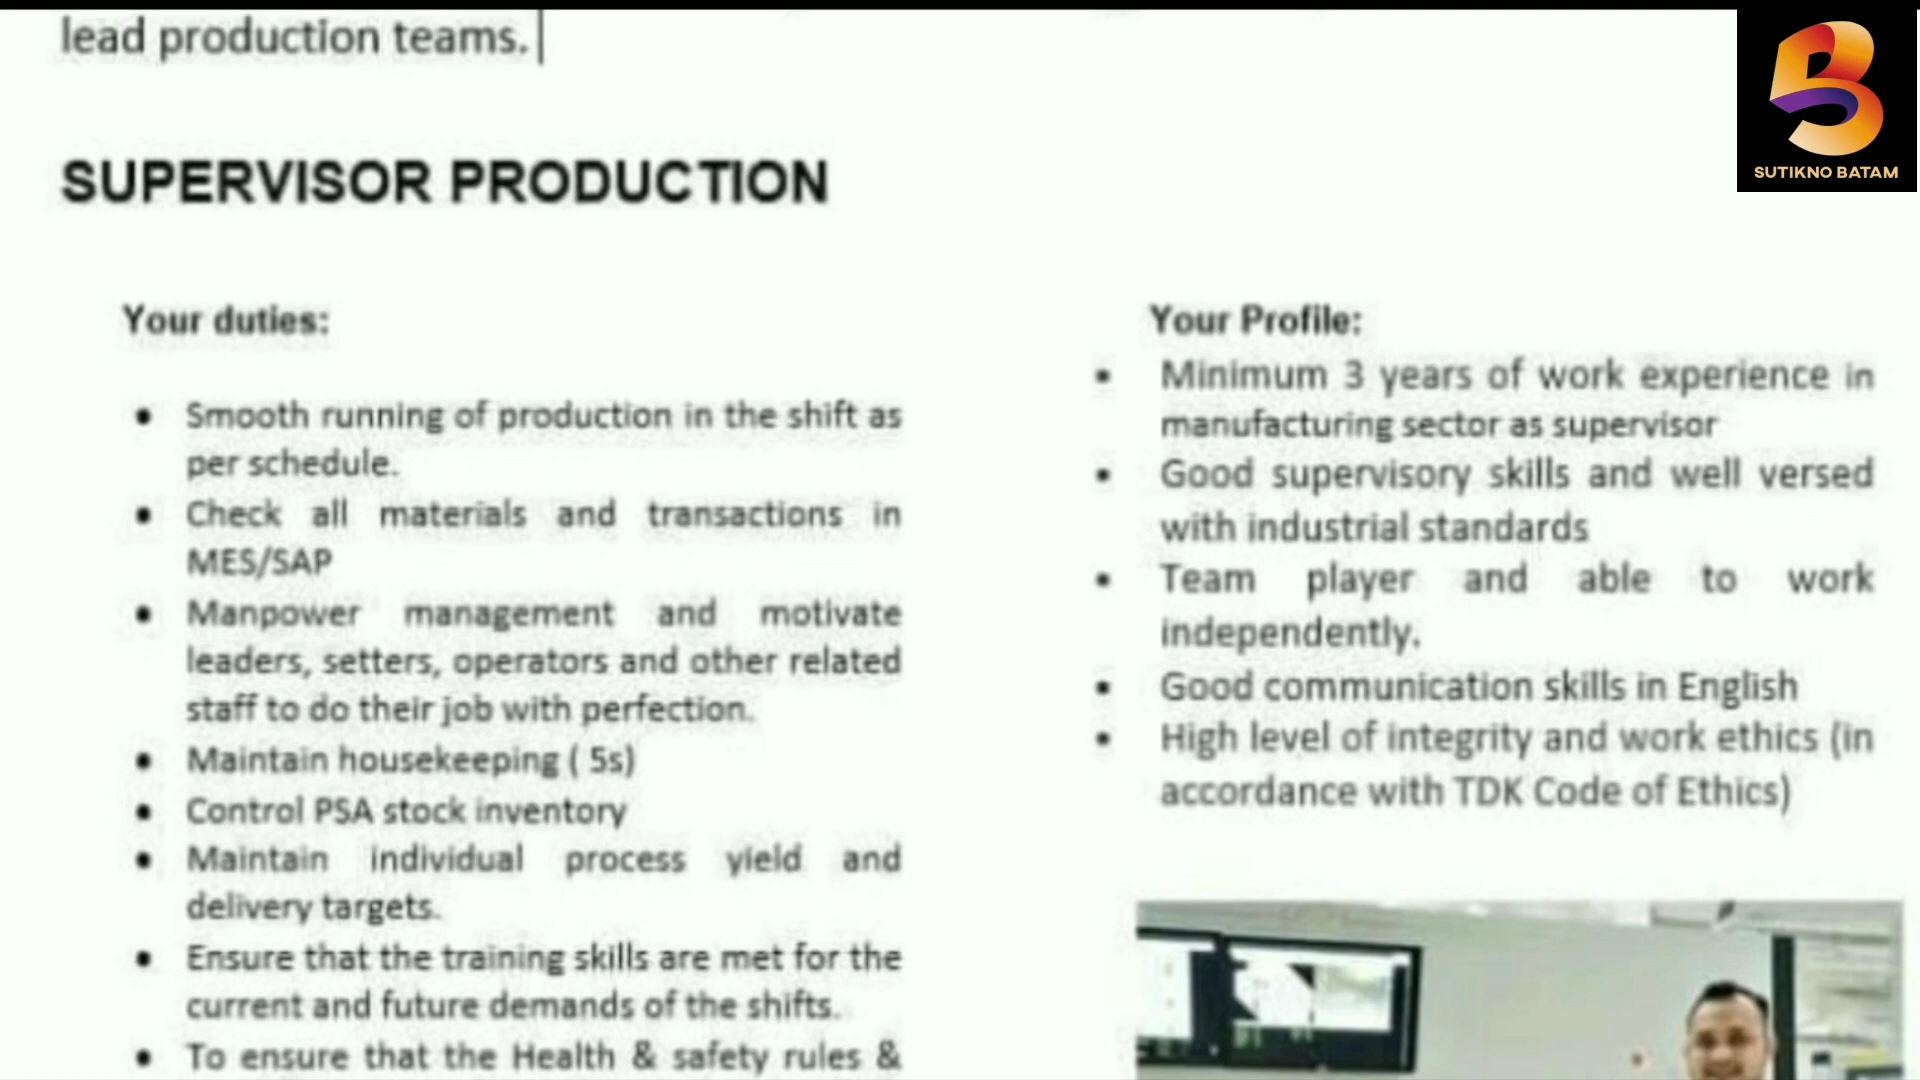 lead production teams.
SUTIKNO BATAM
SUPERVISOR PRODUCTION
Your duties:
• Smooth running of production in the shift as
per schedule.
• Check all materials and transactions in
MES/SAP
• Manpower management and motivate
leaders, setters, operators and other related
staff to do their job with perfection.
• Maintain housekeeping ( 5s)
• Control PSA stock inventory
• Maintain individual process yield and
delivery targets.
• Ensure that the training skills are met for the
current and future demands of the shifts.
• To ensure that the Health & safety rules &
Your Profile:
• Minimum 3 years of work experience in
manufacturing sector as supervisor
• Good supervisory skills and well versed
with industrial standards
• Team player and able to work
independently.
• Good communication skills in English
• High level of integrity and work ethics (in
accordance with TDK Code of Ethics)